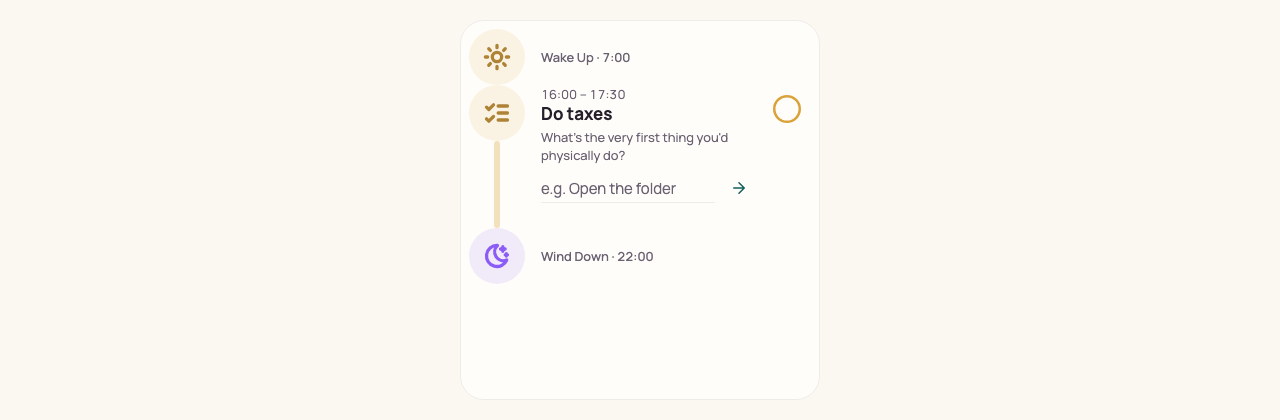 Wake Up · 7:00
16:00 – 17:30
Do taxes
What's the very first thing you'd
physically do?
e.g. Open the folder
Wind Down · 22:00